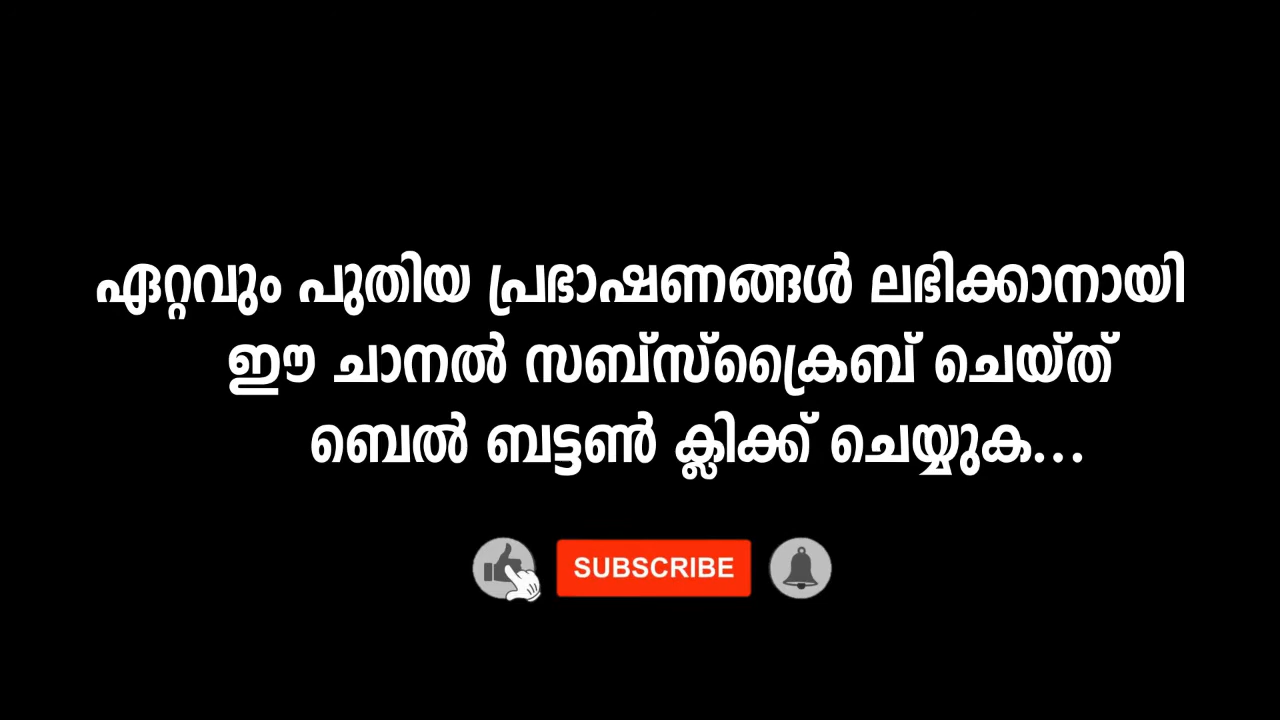 ഏറ്റവും പുതിയ പ്രഭാഷണങ്ങൾ ലഭിക്കാനായി
ഈ ചാനൽ സബ്സ്ക്രൈബ് ചെയ്ത്
ബെൽ ബട്ടൺ ക്ലിക്ക് ചെയ്യുക...
SUBSCRIBE